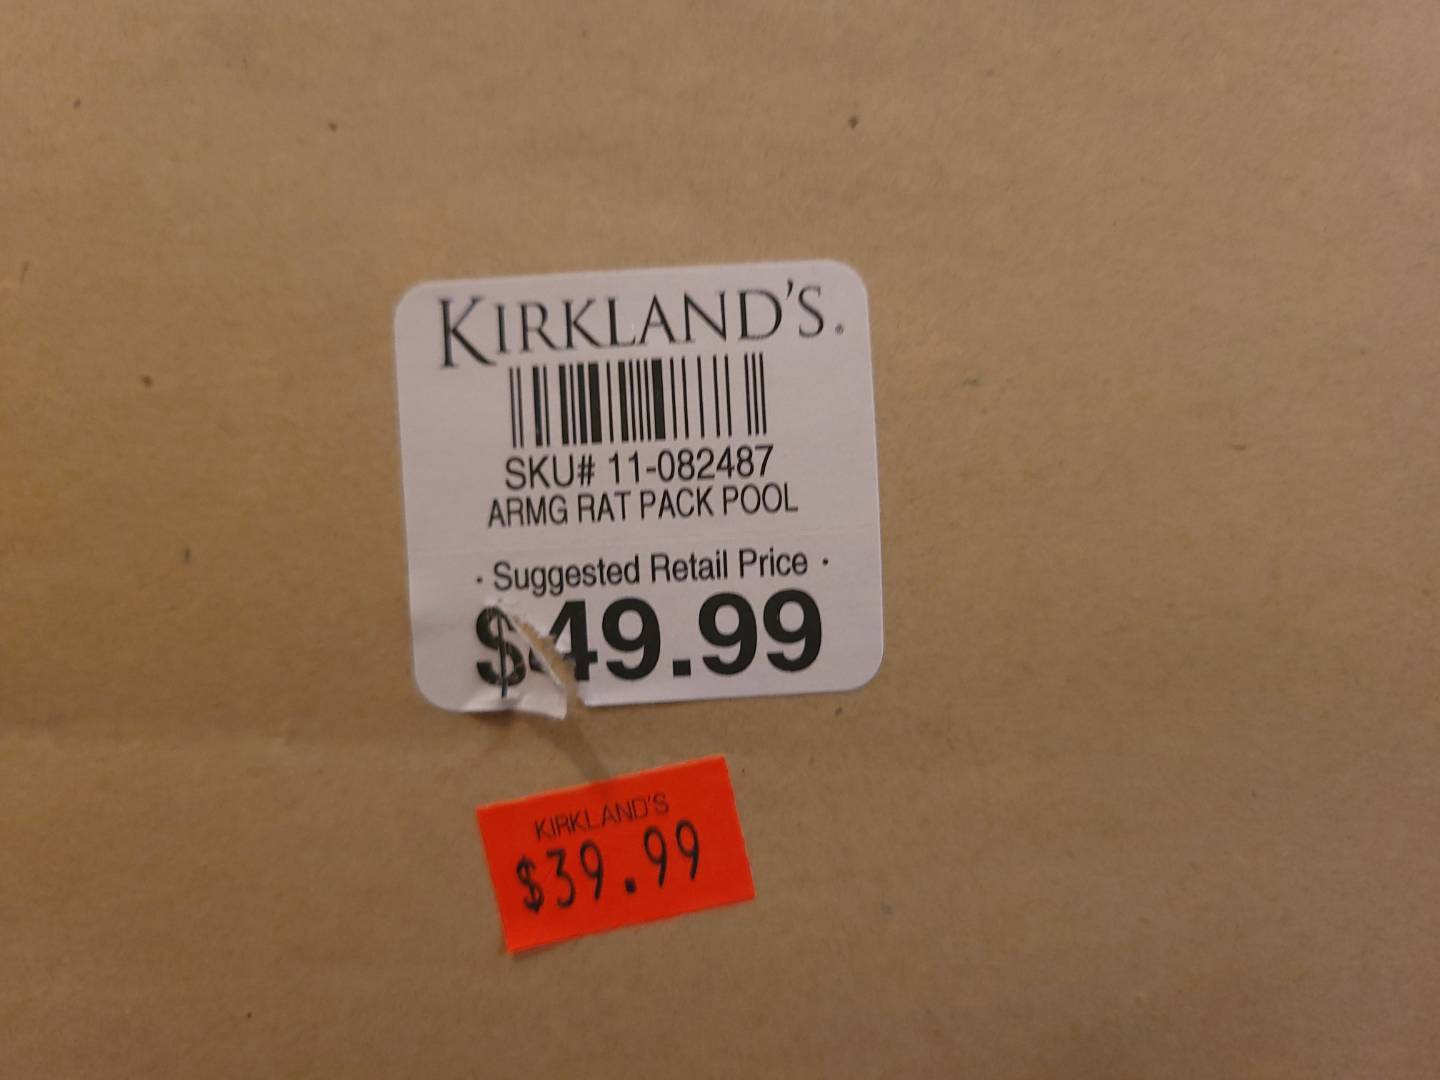 KIRKLAND'S.
SKU# 11-082487
ARMG RAT PACK POOL
· Suggested Retail Price ·
$49.99
KIRKLAND'S
$39.99